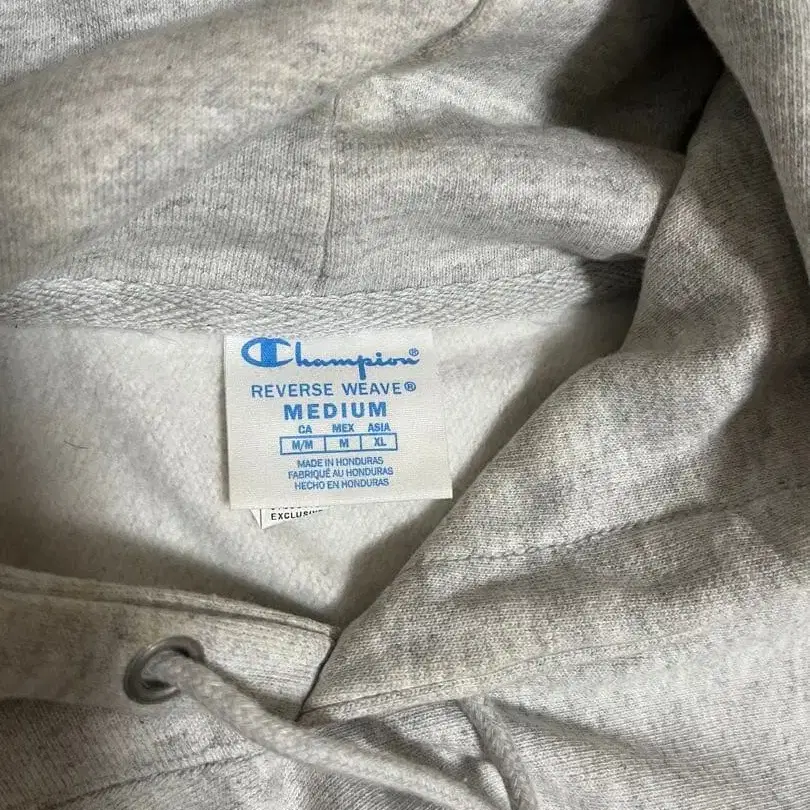 Champion®
REVERSE WEAVE®
MEDIUM
CA MEX ASIA
M/M M XL
MADE IN HONDURAS
FABRIQUÉ AU HONDURAS
HECHO EN HONDURAS
EXCLUSIVE